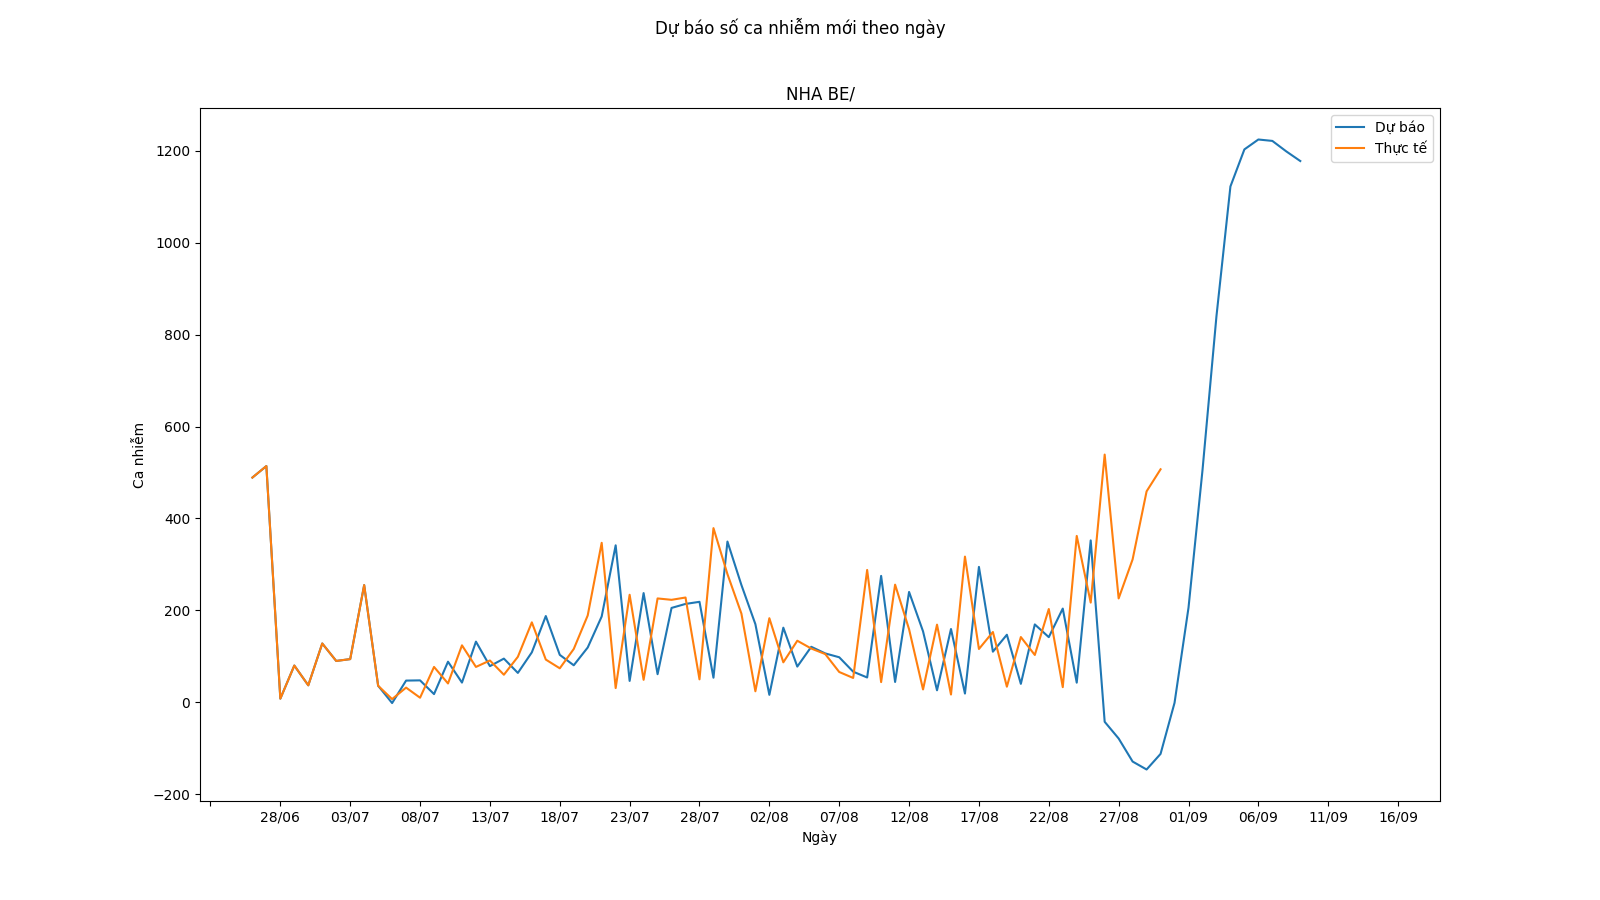 Dự báo số ca nhiễm mới theo ngày
NHA BE/
Dự báo
Thực tế
1200
1000
800
600
400
200
0
−200
Ca nhiễm
28/06 03/07 08/07 13/07 18/07 23/07 28/07 02/08 07/08 12/08 17/08 22/08 27/08 01/09 06/09 11/09 16/09
Ngày